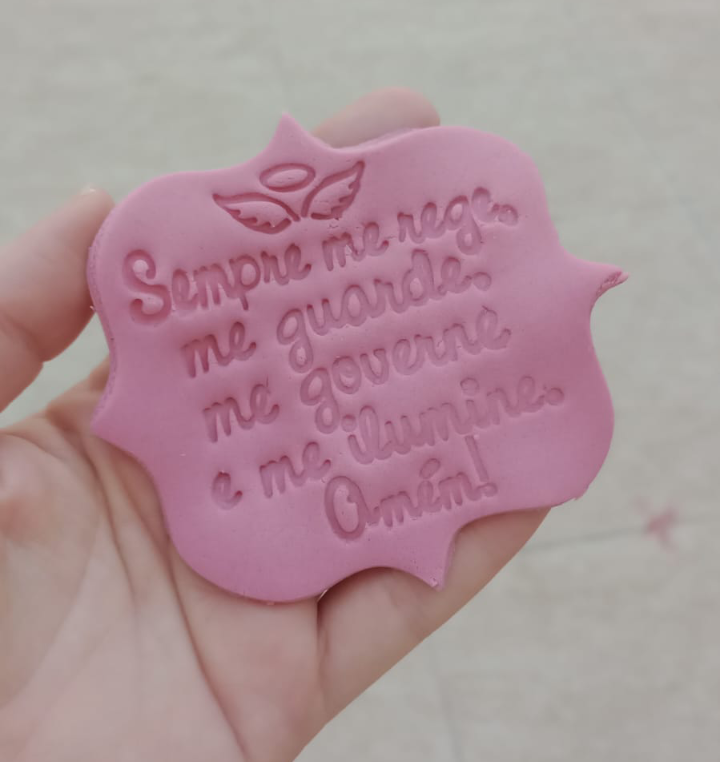 Sempre me rege.
me guarde.
me governe
e me ilumine.
Amém!